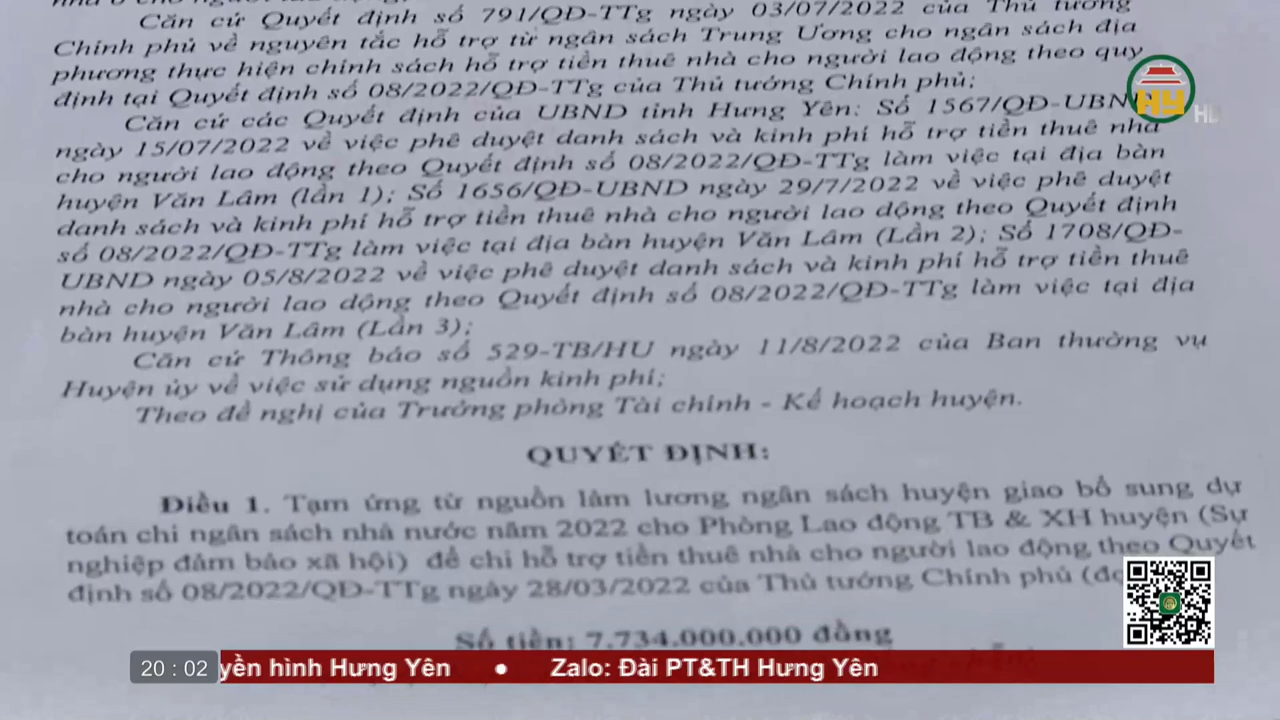 Căn cứ Quyết định số 791/QĐ-TTg ngày 03/07/2022 của Thủ tướng
Chính phủ về nguyên tắc hỗ trợ từ ngân sách Trung Ương cho ngân sách địa
phương thực hiện chính sách hỗ trợ tiền thuê nhà cho người lao động theo quy
định tại Quyết định số 08/2022/QĐ-TTg của Thủ tướng Chính phủ;
Căn cứ các Quyết định của UBND tỉnh Hưng Yên: Số 1567/QĐ-UBND
ngày 15/07/2022 về việc phê duyệt danh sách và kinh phí hỗ trợ tiền thuê nhà
cho người lao động theo Quyết định số 08/2022/QĐ-TTg làm việc tại địa bàn
huyện Văn Lâm (lần 1); Số 1656/QĐ-UBND ngày 29/7/2022 về việc phê duyệt
danh sách và kinh phí hỗ trợ tiền thuê nhà cho người lao động theo Quyết định
số 08/2022/QĐ-TTg làm việc tại địa bàn huyện Văn Lâm (Lần 2); Số 1708/QĐ-
UBND ngày 05/8/2022 về việc phê duyệt danh sách và kinh phí hỗ trợ tiền thuê
nhà cho người lao động theo Quyết định số 08/2022/QĐ-TTg làm việc tại địa
bàn huyện Văn Lâm (Lần 3);
Căn cứ Thông báo số 529-TB/HU ngày 11/8/2022 của Ban thường vụ
Huyện ủy về việc sử dụng nguồn kinh phí;
Theo đề nghị của Trưởng phòng Tài chính - Kế hoạch huyện.
QUYẾT ĐỊNH:
Điều 1. Tạm ứng từ nguồn làm lương ngân sách huyện giao bổ sung dự
toán chi ngân sách nhà nước năm 2022 cho Phòng Lao động TB & XH huyện (Sự
nghiệp đảm bảo xã hội) để chi hỗ trợ tiền thuê nhà cho người lao động theo Quyết
định số 08/2022/QĐ-TTg ngày 28/03/2022 của Thủ tướng Chính phủ
Số tiền: 7.734.000.000 đồng
HY HD
20 : 02 yền hình Hưng Yên • Zalo: Đài PT&TH Hưng Yên